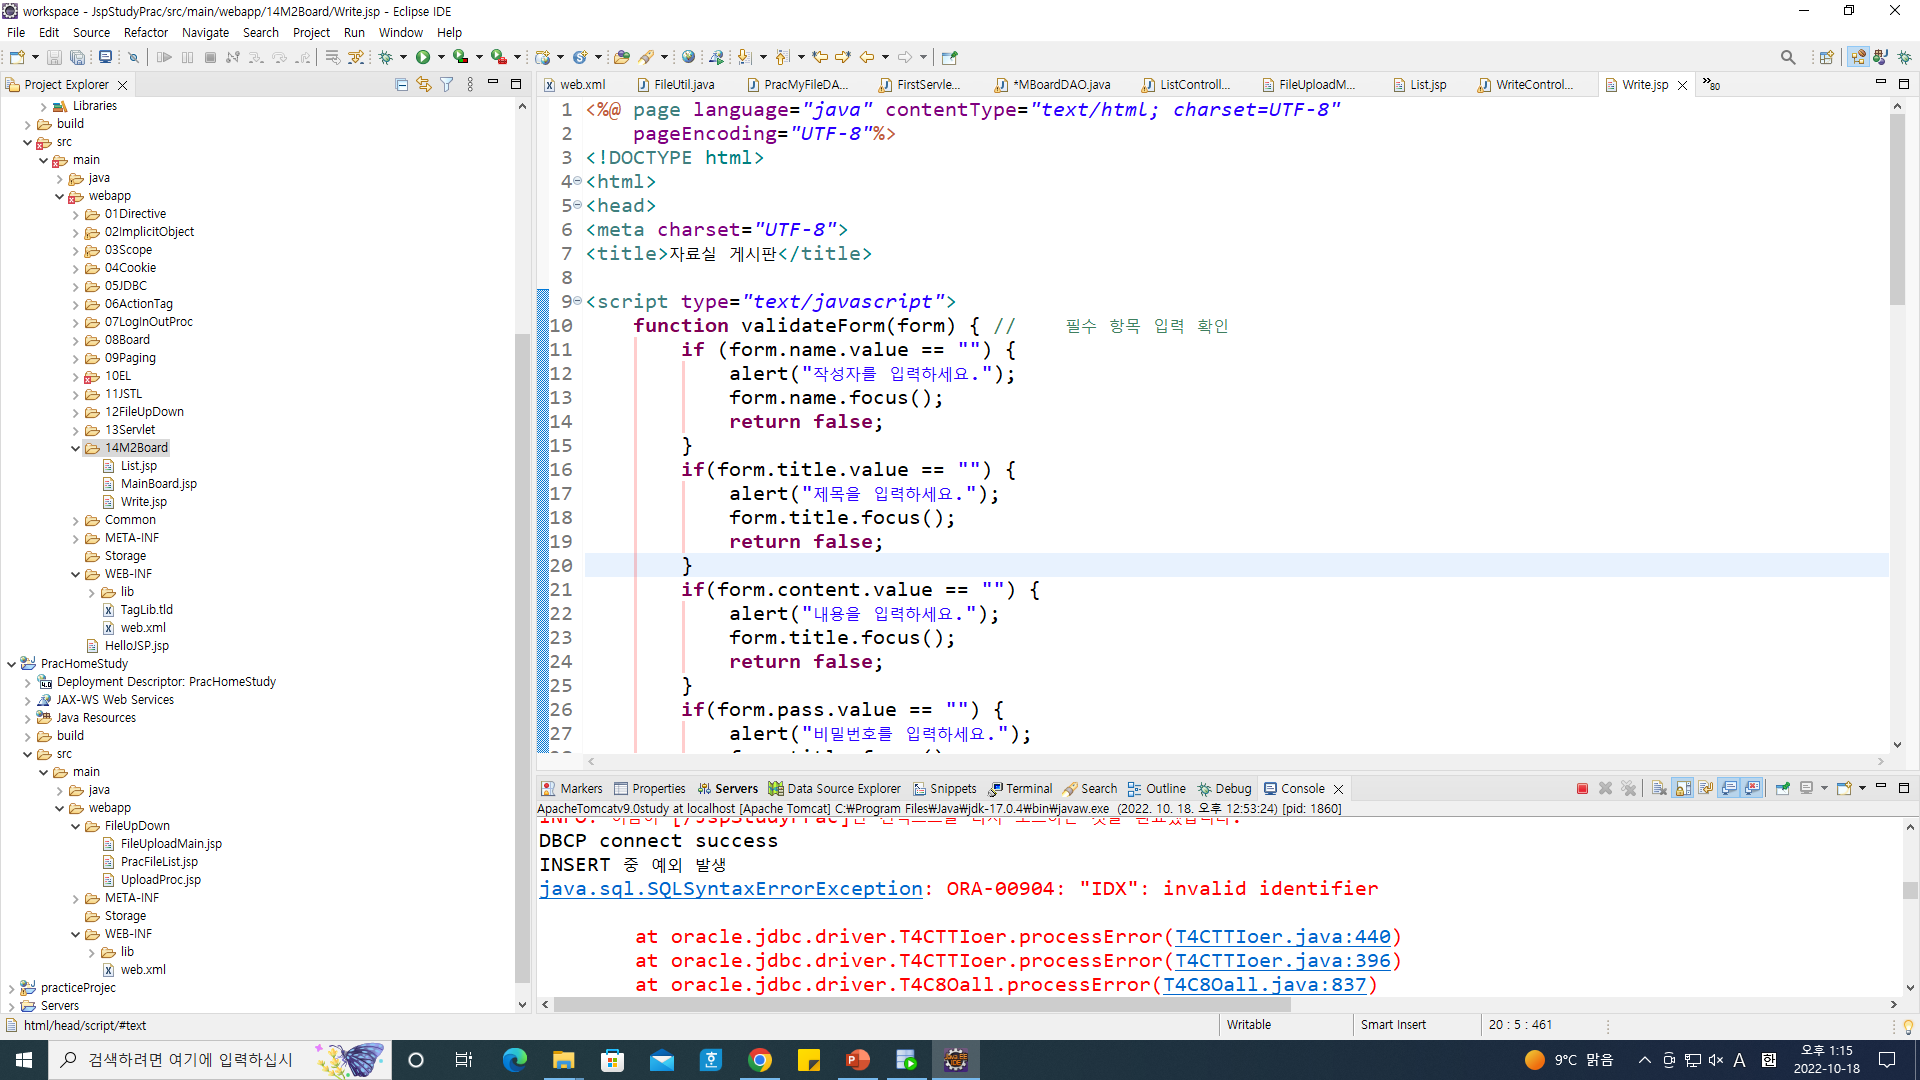 workspace - JspStudyPrac/src/main/webapp/14M2Board/Write.jsp - Eclipse IDE
File Edit Source Refactor Navigate Search Project Run Window Help
Project Explorer
Libraries
build
src
main
java
webapp
01Directive
02ImplicitObject
03Scope
04Cookie
05JDBC
06ActionTag
07LogInOutProc
08Board
09Paging
10EL
11JSTL
12FileUpDown
13Servlet
14M2Board
List.jsp
MainBoard.jsp
Write.jsp
Common
META-INF
Storage
WEB-INF
lib
TagLib.tld
web.xml
HelloJSP.jsp
PracHomeStudy
Deployment Descriptor: PracHomeStudy
JAX-WS Web Services
Java Resources
build
src
main
java
webapp
FileUpDown
FileUploadMain.jsp
PracFileList.jsp
UploadProc.jsp
META-INF
Storage
WEB-INF
lib
web.xml
practiceProjec
Servers
web.xml FileUtil.java PracMyFileDA... FirstServle... *MBoardDAO.java ListControll... FileUploadM... List.jsp WriteControl... Write.jsp »80
1 <%@ page language="java" contentType="text/html; charset=UTF-8"
2 pageEncoding="UTF-8"%>
3 <!DOCTYPE html>
4 <html>
5 <head>
6 <meta charset="UTF-8">
7 <title>자료실 게시판</title>
8
9 <script type="text/javascript">
10 function validateForm(form) { // 필수 항목 입력 확인
11 if (form.name.value == "") {
12 alert("작성자를 입력하세요.");
13 form.name.focus();
14 return false;
15 }
16 if(form.title.value == "") {
17 alert("제목을 입력하세요.");
18 form.title.focus();
19 return false;
20 }
21 if(form.content.value == "") {
22 alert("내용을 입력하세요.");
23 form.title.focus();
24 return false;
25 }
26 if(form.pass.value == "") {
27 alert("비밀번호를 입력하세요.");
Markers Properties Servers Data Source Explorer Snippets Terminal Search Outline Debug Console
ApacheTomcatv9.0study at localhost [Apache Tomcat] C:₩Program Files₩Java₩jdk-17.0.4₩bin₩javaw.exe (2022. 10. 18. 오후 12:53:24) [pid: 1860]
DBCP connect success
INSERT 중 예외 발생
java.sql.SQLSyntaxErrorException: ORA-00904: "IDX": invalid identifier
at oracle.jdbc.driver.T4CTTIoer.processError(T4CTTIoer.java:440)
at oracle.jdbc.driver.T4CTTIoer.processError(T4CTTIoer.java:396)
at oracle.jdbc.driver.T4C8Oall.processError(T4C8Oall.java:837)
html/head/script/#text
Writable
Smart Insert
20 : 5 : 461
검색하려면 여기에 입력하십시
9°C 맑음
A
오후 1:15
2022-10-18